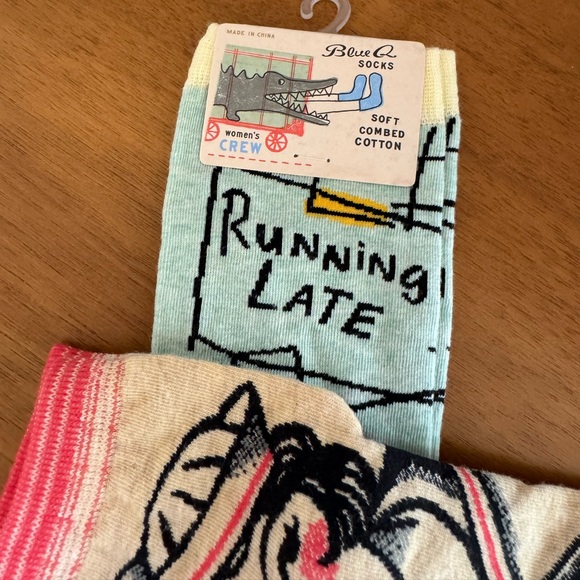 MADE IN CHINA
Blue Q
SOCKS
SOFT
COMBED
COTTON
women's
CREW
RUNNING
LATE